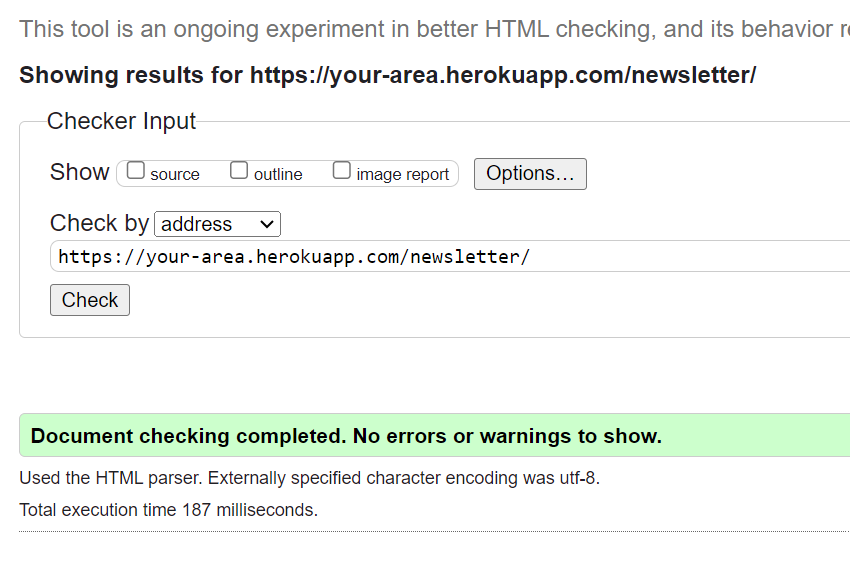 This tool is an ongoing experiment in better HTML checking, and its behavior
Showing results for https://your-area.herokuapp.com/newsletter/
Checker Input
Show source outline image report Options...
Check by address
https://your-area.herokuapp.com/newsletter/
Check
Document checking completed. No errors or warnings to show.
Used the HTML parser. Externally specified character encoding was utf-8.
Total execution time 187 milliseconds.